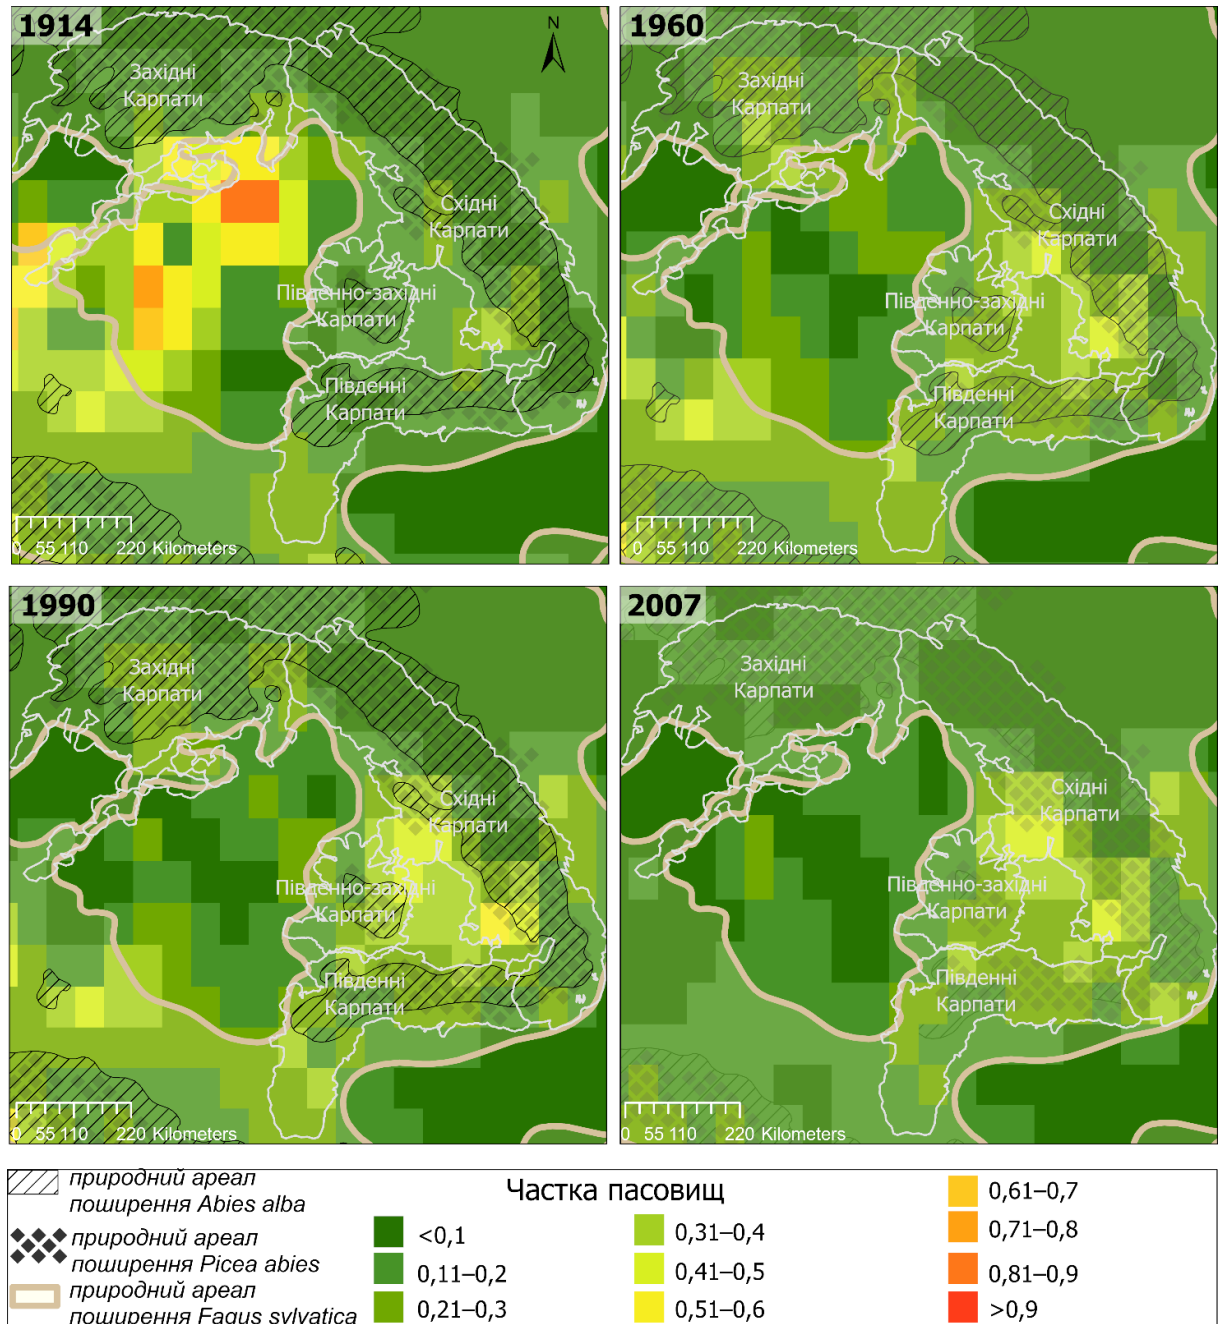 1914
N
Західні
Карпати
Східні
Карпати
Південно-західні
Карпати
Південні
Карпати
0 55 110 220 Kilometers
1960
Західні
Карпати
Східні
Карпати
Південно-західні
Карпати
Південні
Карпати
0 55 110 220 Kilometers
1990
Західні
Карпати
Східні
Карпати
Південно-західні
Карпати
Південні
Карпати
0 55 110 220 Kilometers
2007
Західні
Карпати
Східні
Карпати
Південно-західні
Карпати
Південні
Карпати
0 55 110 220 Kilometers
природний ареал
поширення Abies alba
природний ареал
поширення Picea abies
природний ареал
поширення Fagus sylvatica
Частка пасовищ
<0,1
0,11–0,2
0,21–0,3
0,31–0,4
0,41–0,5
0,51–0,6
0,61–0,7
0,71–0,8
0,81–0,9
>0,9